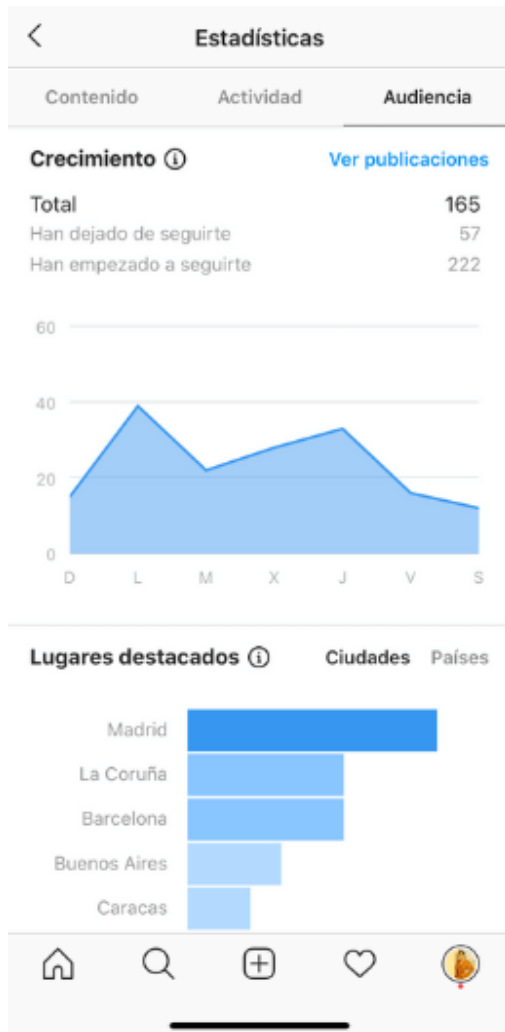 Estadísticas
Contenido Actividad Audiencia
Crecimiento Ver publicaciones
Total 165
Han dejado de seguirte 57
Han empezado a seguirte 222
60
40
20
0
D L M X J V S
Lugares destacados Ciudades Países
Madrid
La Coruña
Barcelona
Buenos Aires
Caracas